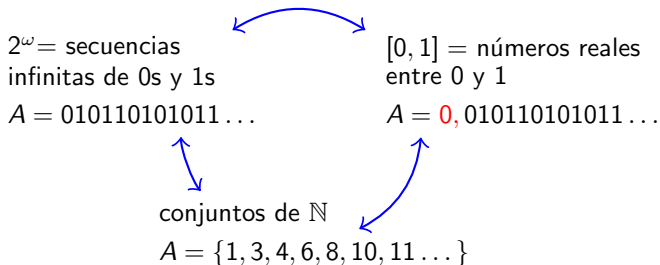 2^ω = secuencias
infinitas de 0s y 1s
A = 010110101011 . . .
[0, 1] = números reales
entre 0 y 1
A = 0, 010110101011 . . .
conjuntos de ℕ
A = {1, 3, 4, 6, 8, 10, 11 . . . }